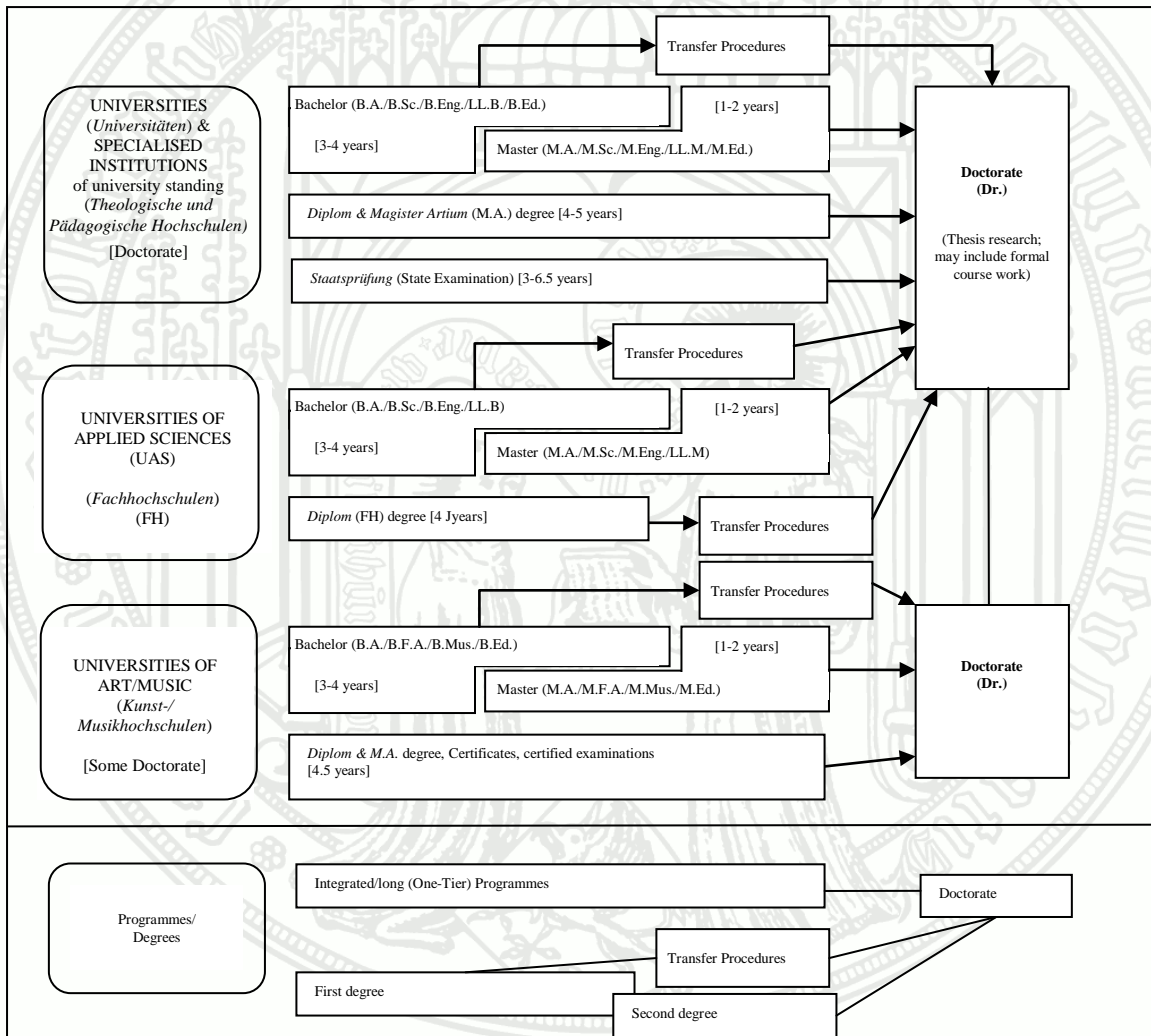 Transfer Procedures
UNIVERSITIES
(Universitäten) &
SPECIALISED
INSTITUTIONS
of university standing
(Theologische und
Pädagogische Hochschulen)
[Doctorate]
Bachelor (B.A./B.Sc./B.Eng./LL.B./B.Ed.)
[3-4 years]
[1-2 years]
Master (M.A./M.Sc./M.Eng./LL.M./M.Ed.)
Diplom & Magister Artium (M.A.) degree [4-5 years]
Staatsprüfung (State Examination) [3-6.5 years]
Doctorate
(Dr.)
(Thesis research;
may include formal
course work)
Transfer Procedures
UNIVERSITIES OF
APPLIED SCIENCES
(UAS)
(Fachhochschulen)
(FH)
Bachelor (B.A./B.Sc./B.Eng./LL.B)
[3-4 years]
[1-2 years]
Master (M.A./M.Sc./M.Eng./LL.M)
Diplom (FH) degree [4 Jyears]
Transfer Procedures
Transfer Procedures
UNIVERSITIES OF
ART/MUSIC
(Kunst-/
Musikhochschulen)
[Some Doctorate]
Bachelor (B.A./B.F.A./B.Mus./B.Ed.)
[3-4 years]
[1-2 years]
Master (M.A./M.F.A./M.Mus./M.Ed.)
Diplom & M.A. degree, Certificates, certified examinations
[4.5 years]
Doctorate
(Dr.)
Programmes/
Degrees
Integrated/long (One-Tier) Programmes
Doctorate
Transfer Procedures
First degree
Second degree